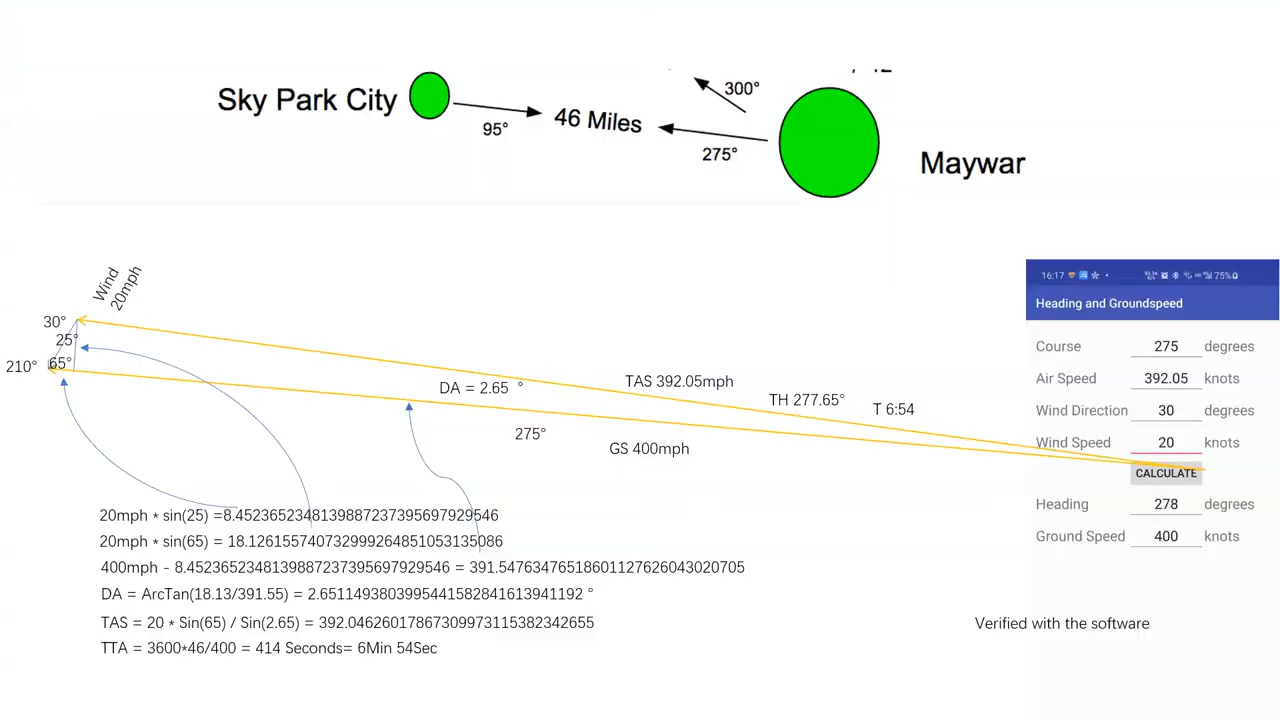 300°
Sky Park City
46 Miles
95°
275°
Maywar
Wind
20mph
30°
25°
65°
210°
DA = 2.65 °
TAS 392.05mph
TH 277.65°
T 6:54
275°
GS 400mph
20mph * sin(25) =8.4523652348139887237395697929546
20mph * sin(65) = 18.126155740732999264851053135086
400mph - 8.4523652348139887237395697929546 = 391.5476347651860112762604302​0705
DA = ArcTan(18.13/391.55) = 2.6511493803995441582841613941192 °
TAS = 20 * Sin(65) / Sin(2.65) = 392.04626017867309973115382342655
TTA = 3600*46/400 = 414 Seconds= 6Min 54Sec
16:17
75%
Heading and Groundspeed
Course 275 degrees
Air Speed 392.05 knots
Wind Direction 30 degrees
Wind Speed 20 knots
CALCULATE
Heading 278 degrees
Ground Speed 400 knots
Verified with the software